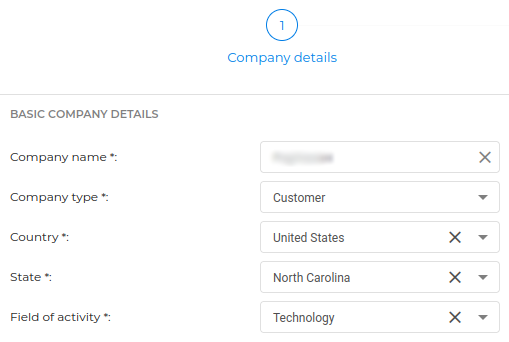 1
Company details
BASIC COMPANY DETAILS
Company name *:
Company type *: Customer
Country *: United States
State *: North Carolina
Field of activity *: Technology